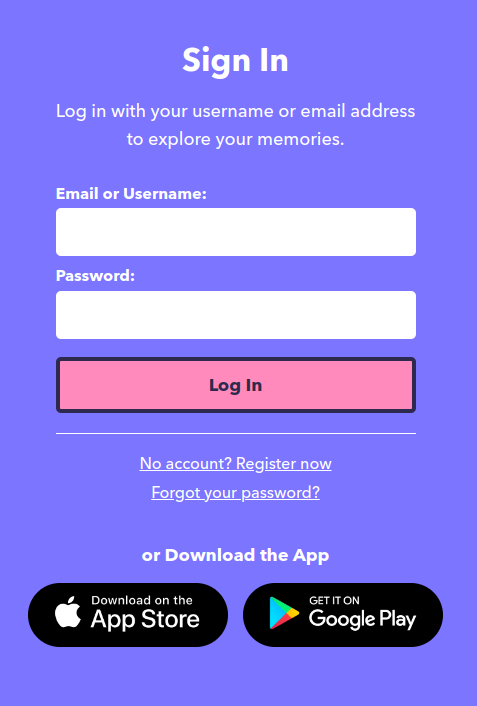 Sign In
Log in with your username or email address
to explore your memories.
Email or Username:
Password:
Log In
No account? Register now
Forgot your password?
or Download the App
Download on the
App Store
GET IT ON
Google Play